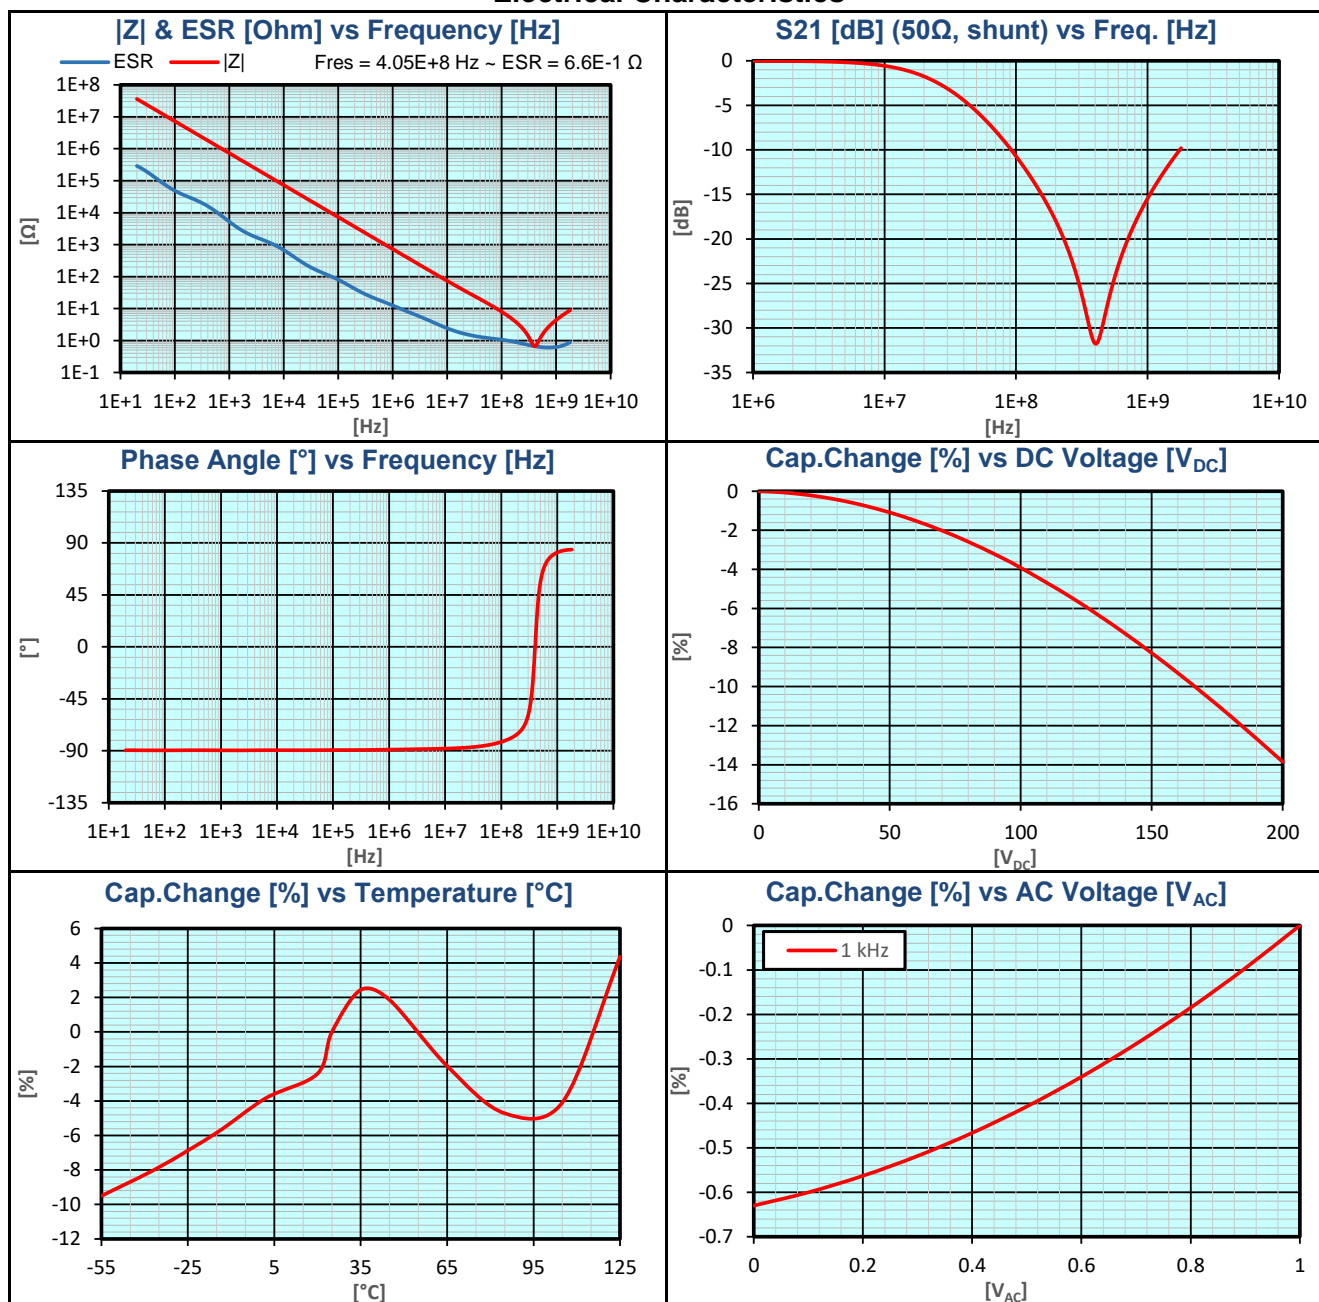 Electrical Characteristics
|Z| & ESR [Ohm] vs Frequency [Hz]
ESR |Z| Fres = 4.05E+8 Hz ~ ESR = 6.6E-1 Ω
1E+8
1E+7
1E+6
1E+5
1E+4
1E+3
1E+2
1E+1
1E+0
1E-1
[Ω]
1E+1 1E+2 1E+3 1E+4 1E+5 1E+6 1E+7 1E+8 1E+9 1E+10
[Hz]
S21 [dB] (50Ω, shunt) vs Freq. [Hz]
0
-5
-10
-15
-20
-25
-30
-35
[dB]
1E+6 1E+7 1E+8 1E+9 1E+10
[Hz]
Phase Angle [°] vs Frequency [Hz]
135
90
45
0
-45
-90
-135
[°]
1E+1 1E+2 1E+3 1E+4 1E+5 1E+6 1E+7 1E+8 1E+9 1E+10
[Hz]
Cap.Change [%] vs DC Voltage [VDC]
0
-2
-4
-6
-8
-10
-12
-14
-16
[%]
0 50 100 150 200
[VDC]
Cap.Change [%] vs Temperature [°C]
6
4
2
0
-2
-4
-6
-8
-10
-12
[%]
-55 -25 5 35 65 95 125
[°C]
Cap.Change [%] vs AC Voltage [VAC]
1 kHz
0
-0.1
-0.2
-0.3
-0.4
-0.5
-0.6
-0.7
[%]
0 0.2 0.4 0.6 0.8 1
[VAC]